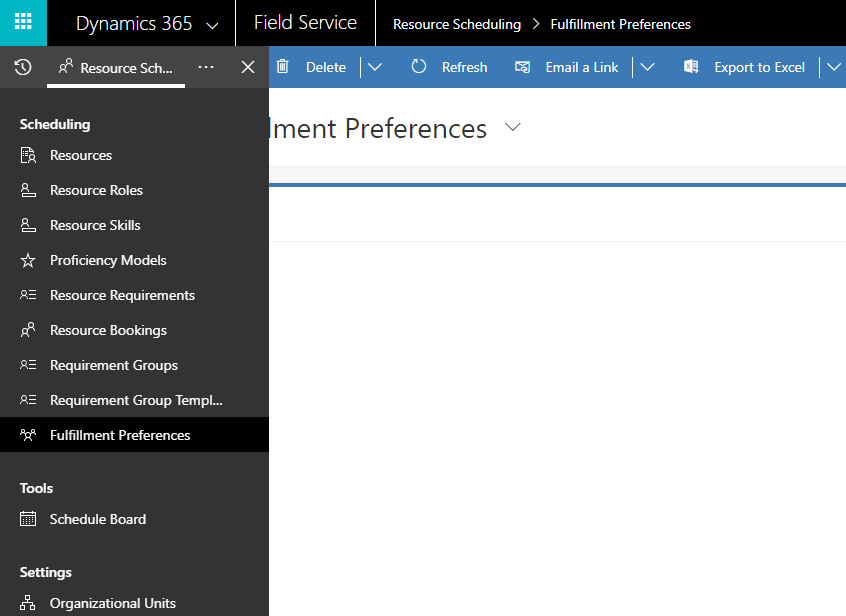 Dynamics 365 Field Service Resource Scheduling > Fulfillment Preferences
Resource Sch... ... Delete Refresh Email a Link Export to Excel
lment Preferences
Scheduling
Resources
Resource Roles
Resource Skills
Proficiency Models
Resource Requirements
Resource Bookings
Requirement Groups
Requirement Group Templ...
Fulfillment Preferences
Tools
Schedule Board
Settings
Organizational Units